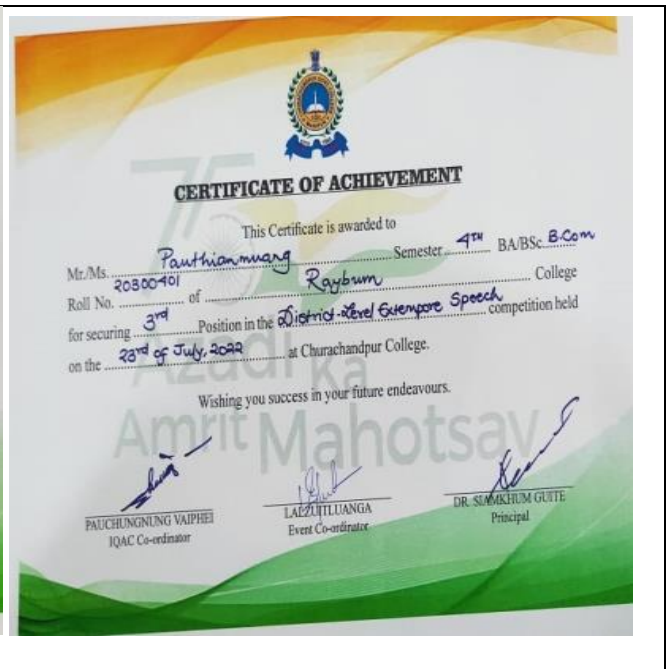 CERTIFICATE OF ACHIEVEMENT
This Certificate is awarded to
Mr./Ms. Pauthianmuang Semester 4TH BA/BSc. B.Com
Roll No. 20300401 of Rayburn College
for securing 3rd Position in the District-Level Extempore Speech competition held
on the 23rd of July, 2022 at Churachandpur College.
Wishing you success in your future endeavours.
75
Azadi Ka
Amrit Mahotsav
PAUCHUNGNUNG VAIPHEI
IQAC Co-ordinator
LALZUITLUANGA
Event Co-ordinator
DR. SIAMKHUM GUITE
Principal